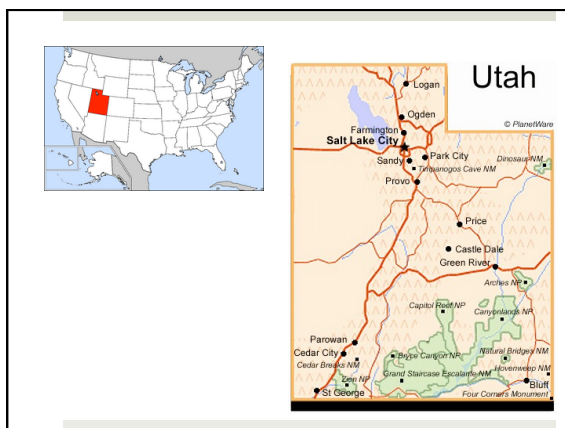 Utah
© PlanetWare
Logan
Ogden
Farmington
Salt Lake City
Sandy
Park City
Timpanogos Cave NM
Dinosaur NM
Provo
Price
Castle Dale
Green River
Arches NP
Capitol Reef NP
Canyonlands NP
Parowan
Cedar City
Cedar Breaks NM
Bryce Canyon NP
Natural Bridges NM
Hovenweep NM
Zion NP
Grand Staircase Escalante NM
Bluff
St George
Four Corners Monument